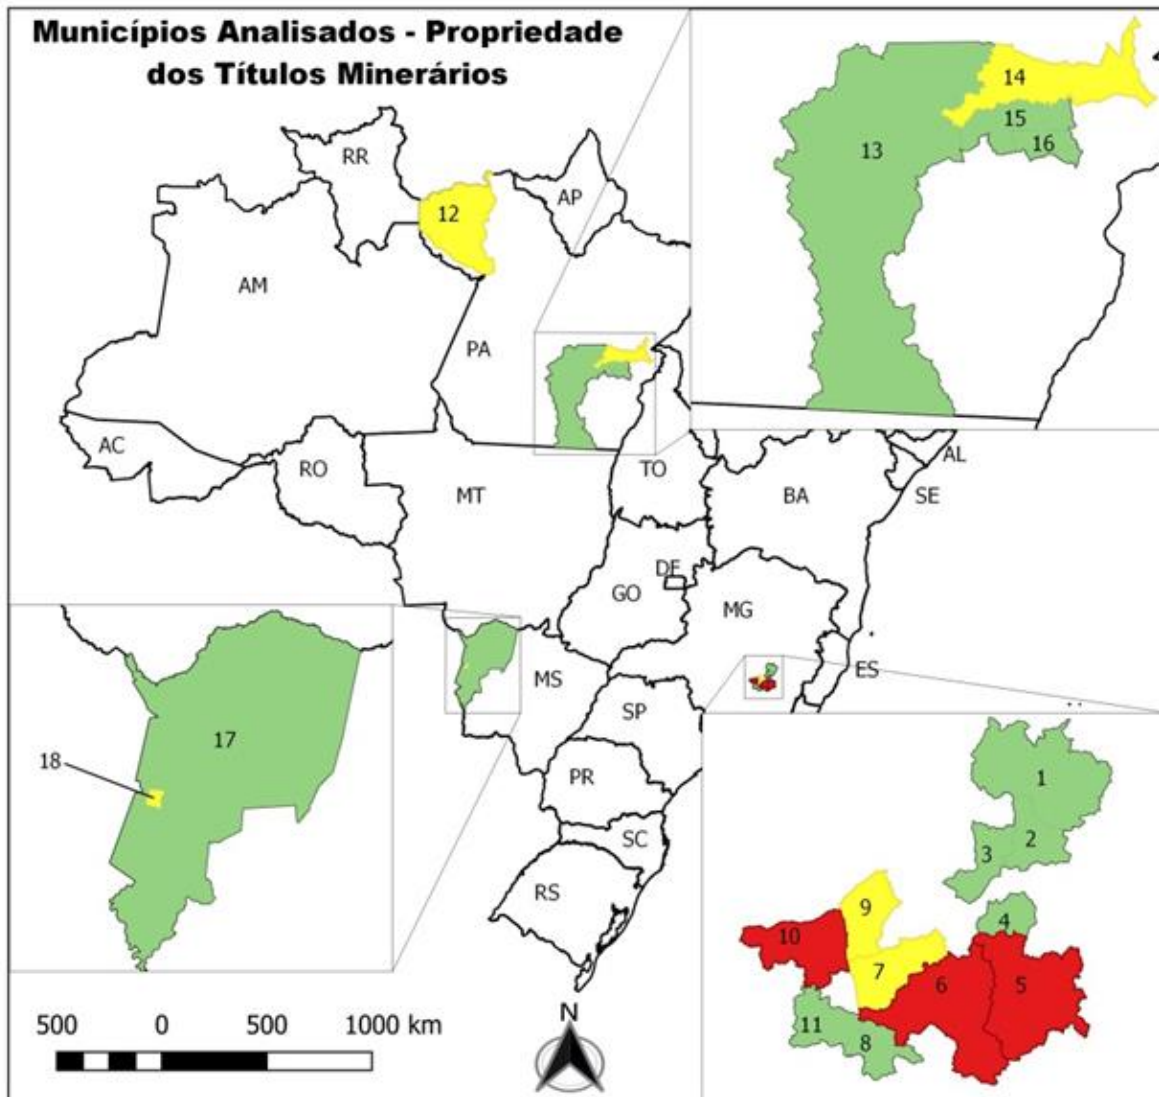 Municípios Analisados - Propriedade
dos Títulos Minerários
14
15
16
13
RR
AP
12
AM
PA
AC
RO
MT
TO
BA
AL
SE
DF
GO
MG
ES
MS
SP
PR
SC
RS
17
18
1
2
3
4
9
10
7
6
5
11
8
N
500 0 500 1000 km